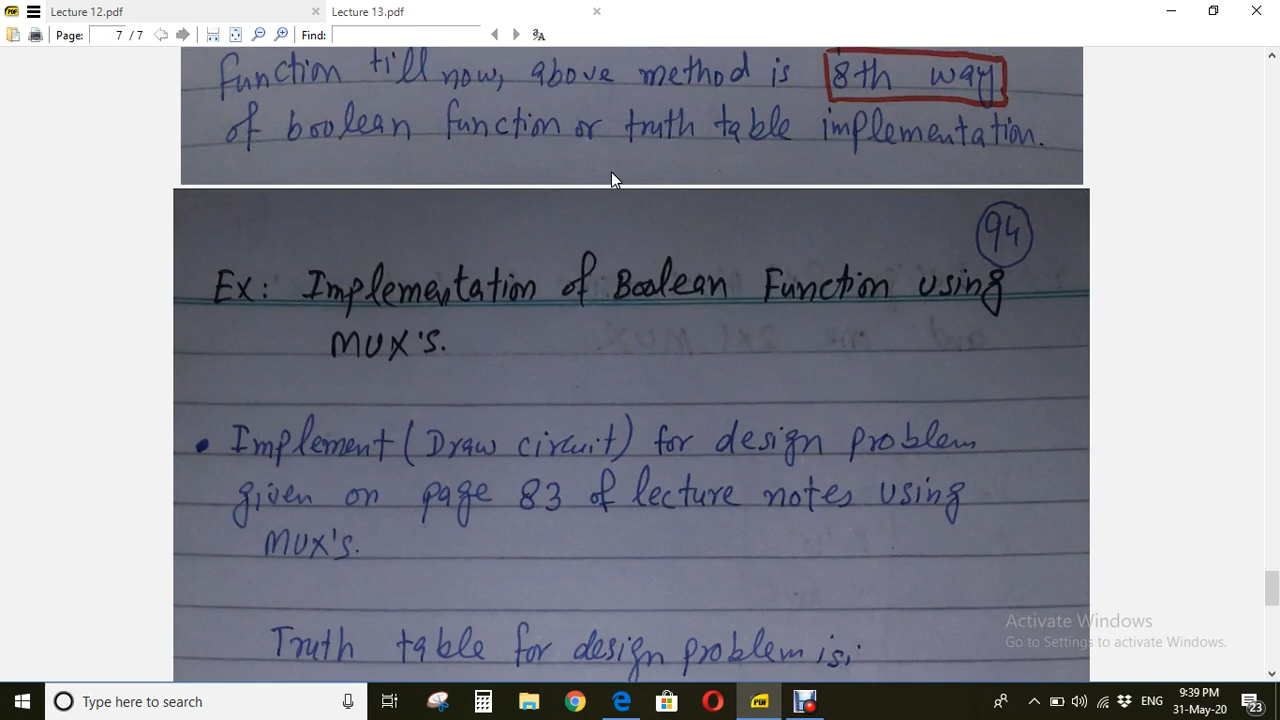 Lecture 12.pdf
Lecture 13.pdf
Page: 7 / 7 Find:
Function till now, above method is 8th way
of boolean function or truth table implementation.
94
Ex: Implementation of Boolean Function using
MUX's.
• Implement (Draw circuit) for design problem
given on page 83 of lecture notes using
MUX's.
Truth table for design problem is:
Activate Windows
Go to Settings to activate Windows.
Type here to search
ENG
9:39 PM
31-May-20
23